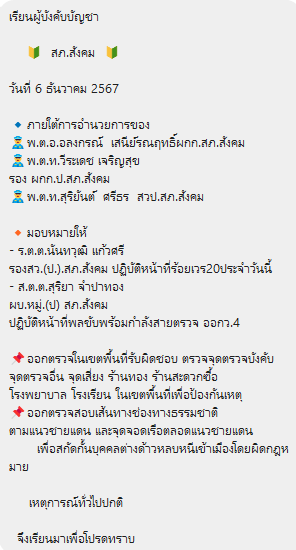 เรียนผู้บังคับบัญชา
🔰 สภ.สังคม 🔰
วันที่ 6 ธันวาคม 2567
🔹ภายใต้การอำนวยการของ
👮พ.ต.อ.อลงกรณ์ เสนีย์รณฤทธิ์ผกก.สภ.สังคม
👮พ.ต.ท.วีระเดช เจริญสุข
รอง ผกก.ป.สภ.สังคม
👮พ.ต.ท.สุริยันต์ ศรีธร สวป.สภ.สังคม
🔸มอบหมายให้
- ร.ต.ต.นันทวุฒิ แก้วศรี
รองสว.(ป.).สภ.สังคม ปฏิบัติหน้าที่ร้อยเวร20ประจำวันนี้
- ส.ต.ต.สุริยา จำปาทอง
ผบ.หมู่.(ป) สภ.สังคม
ปฏิบัติหน้าที่พลขับพร้อมกำลังสายตรวจ ออกว.4
📌ออกตรวจในเขตพื้นที่รับผิดชอบ ตรวจจุดตรวจบังคับ
จุดตรวจอื่น จุดเสี่ยง ร้านทอง ร้านสะดวกซื้อ
โรงพยาบาล โรงเรียน ในเขตพื้นที่เพื่อป้องกันเหตุ
📌ออกตรวจสอบเส้นทางช่องทางธรรมชาติ
ตามแนวชายแดน และจุดจอดเรือตลอดแนวชายแดน
เพื่อสกัดกั้นบุคคลต่างด้าวหลบหนีเข้าเมืองโดยผิดกฎห
มาย
เหตุการณ์ทั่วไปปกติ
จึงเรียนมาเพื่อโปรดทราบ